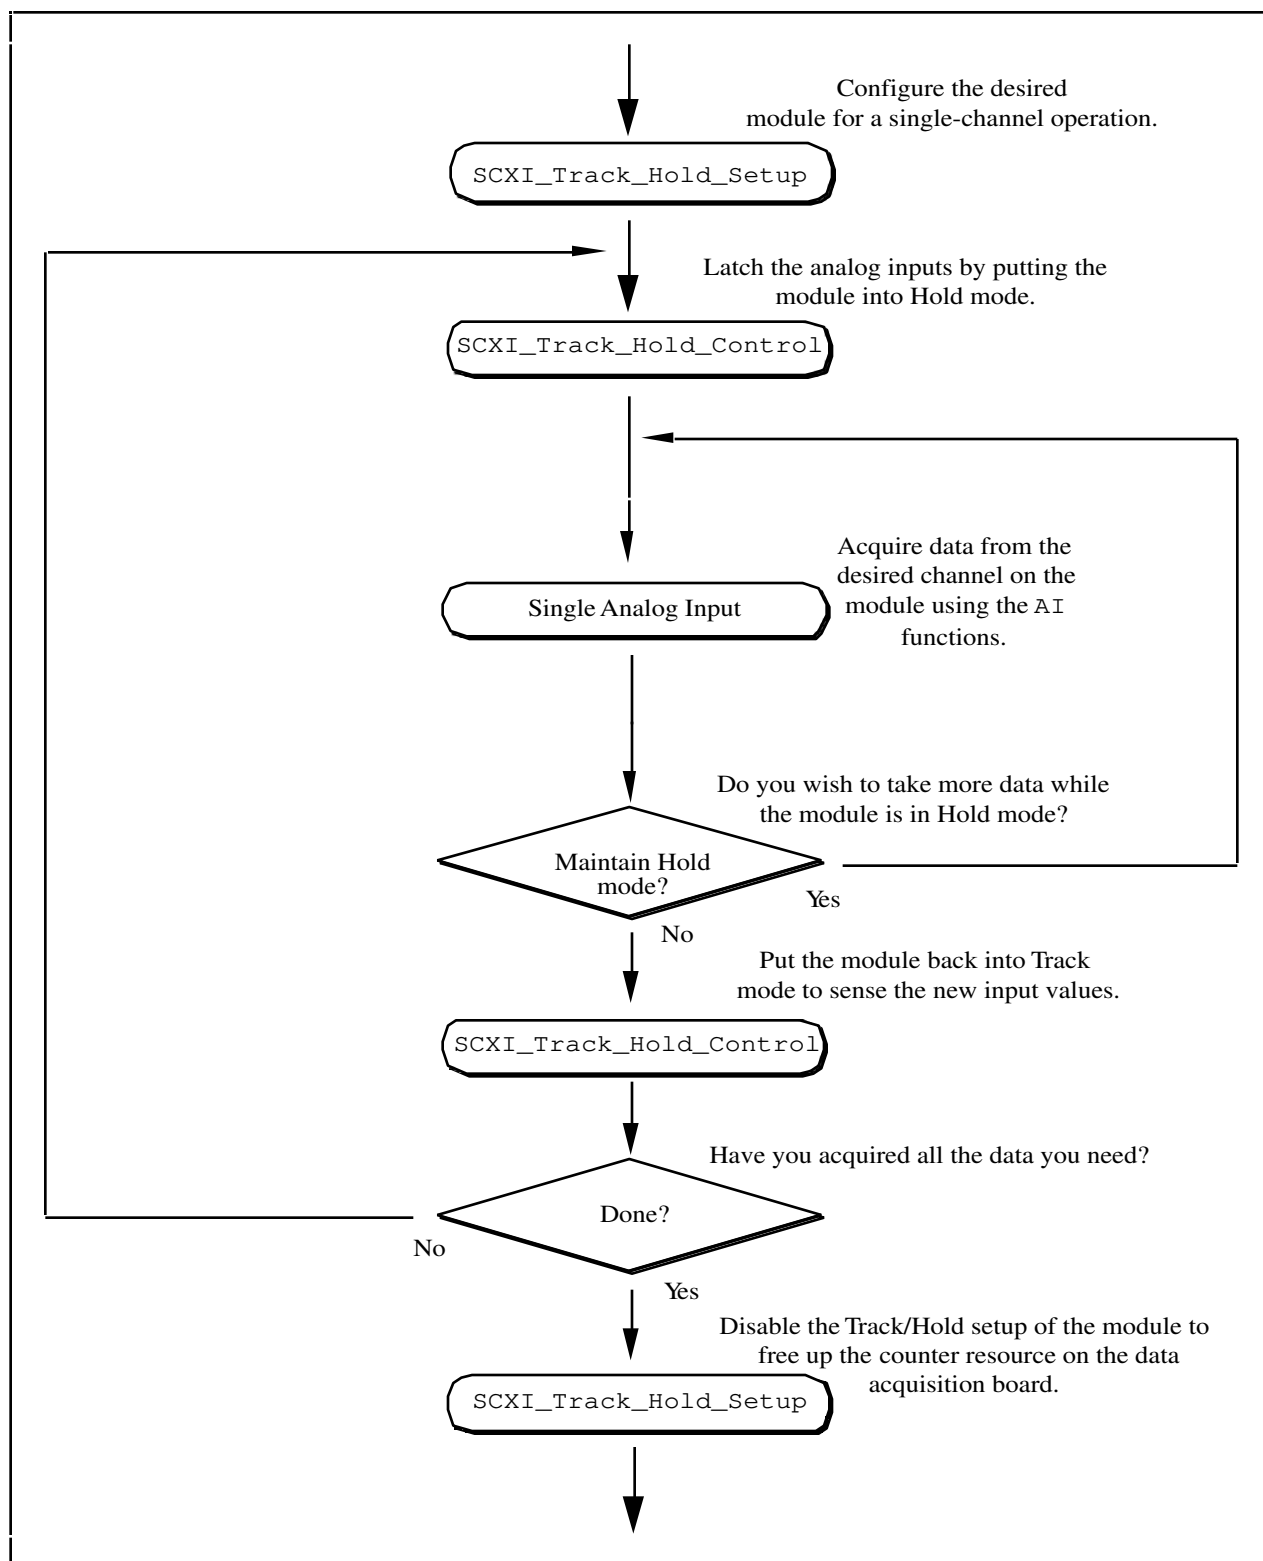 Configure the desired
module for a single-channel operation.
SCXI_Track_Hold_Setup
Latch the analog inputs by putting the
module into Hold mode.
SCXI_Track_Hold_Control
Acquire data from the
desired channel on the
module using the AI
functions.
Single Analog Input
Do you wish to take more data while
the module is in Hold mode?
Maintain Hold
mode?
Yes
No
Put the module back into Track
mode to sense the new input values.
SCXI_Track_Hold_Control
Have you acquired all the data you need?
Done?
No
Yes
Disable the Track/Hold setup of the module to
free up the counter resource on the data
acquisition board.
SCXI_Track_Hold_Setup